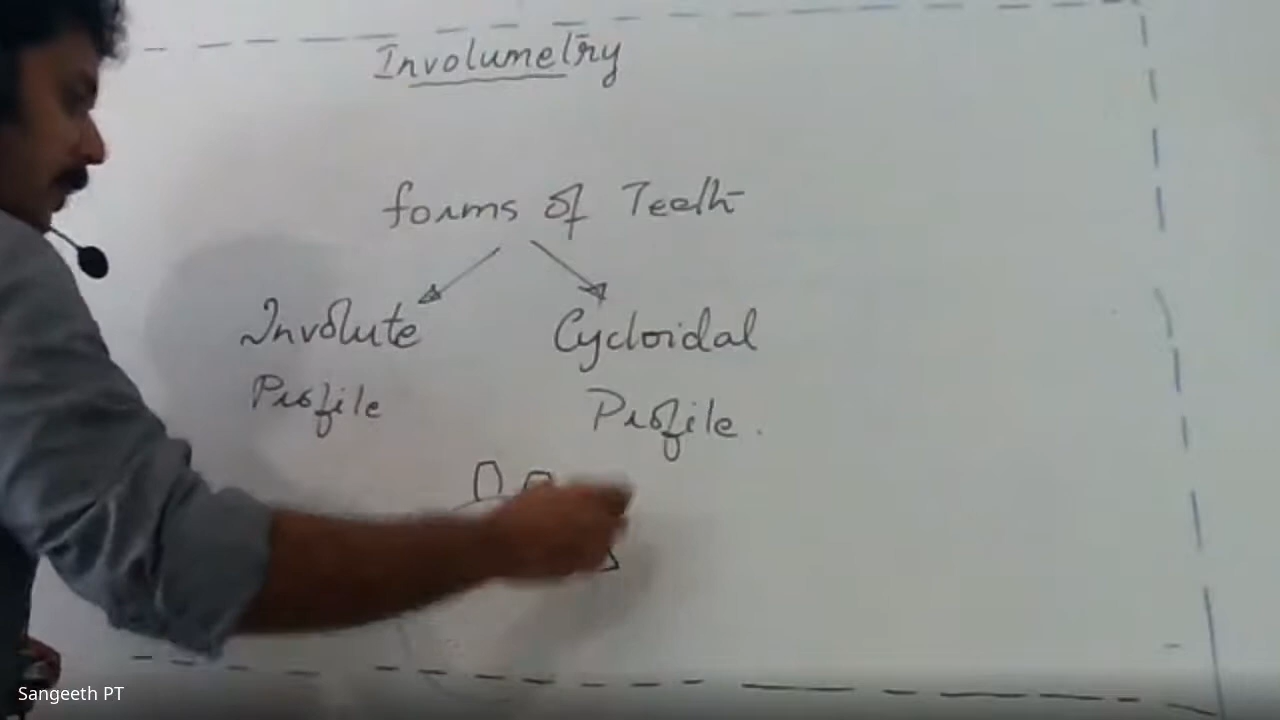 Involumetry
forms of Teeth
Involute
Profile
Cycloidal
Profile.
Sangeeth PT